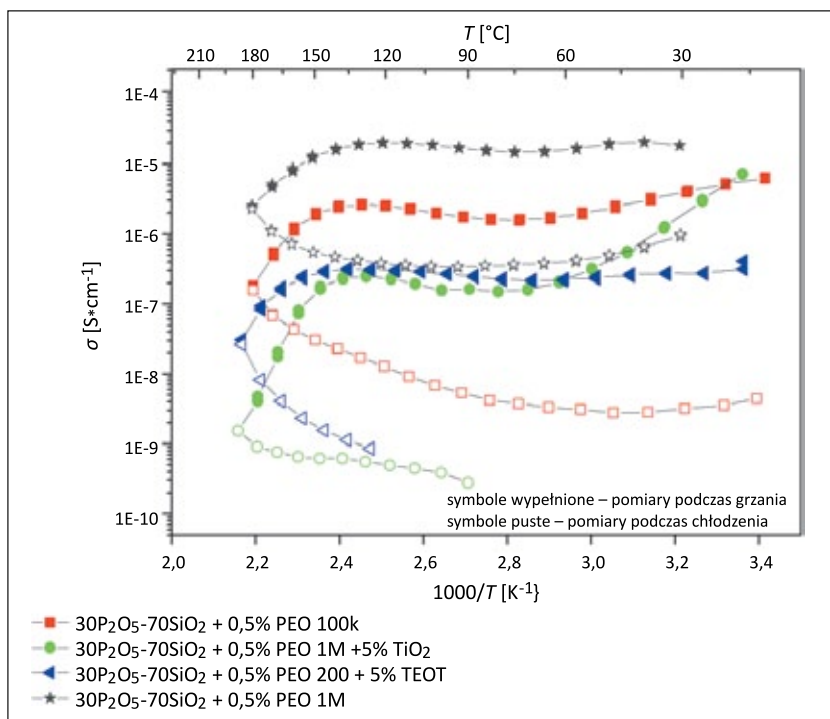 T [°C]
210 180 150 120 90 60 30
1E-4
1E-5
1E-6
1E-7
1E-8
1E-9
1E-10
σ [S*cm⁻¹]
symbole wypełnione – pomiary podczas grzania
symbole puste – pomiary podczas chłodzenia
2,0 2,2 2,4 2,6 2,8 3,0 3,2 3,4
1000/T [K⁻¹}
30P₂O₅-70SiO₂ + 0,5% PEO 100k
30P₂O₅-70SiO₂ + 0,5% PEO 1M +5% TiO₂
30P₂O₅-70SiO₂ + 0,5% PEO 200 + 5% TEOT
30P₂O₅-70SiO₂ + 0,5% PEO 1M